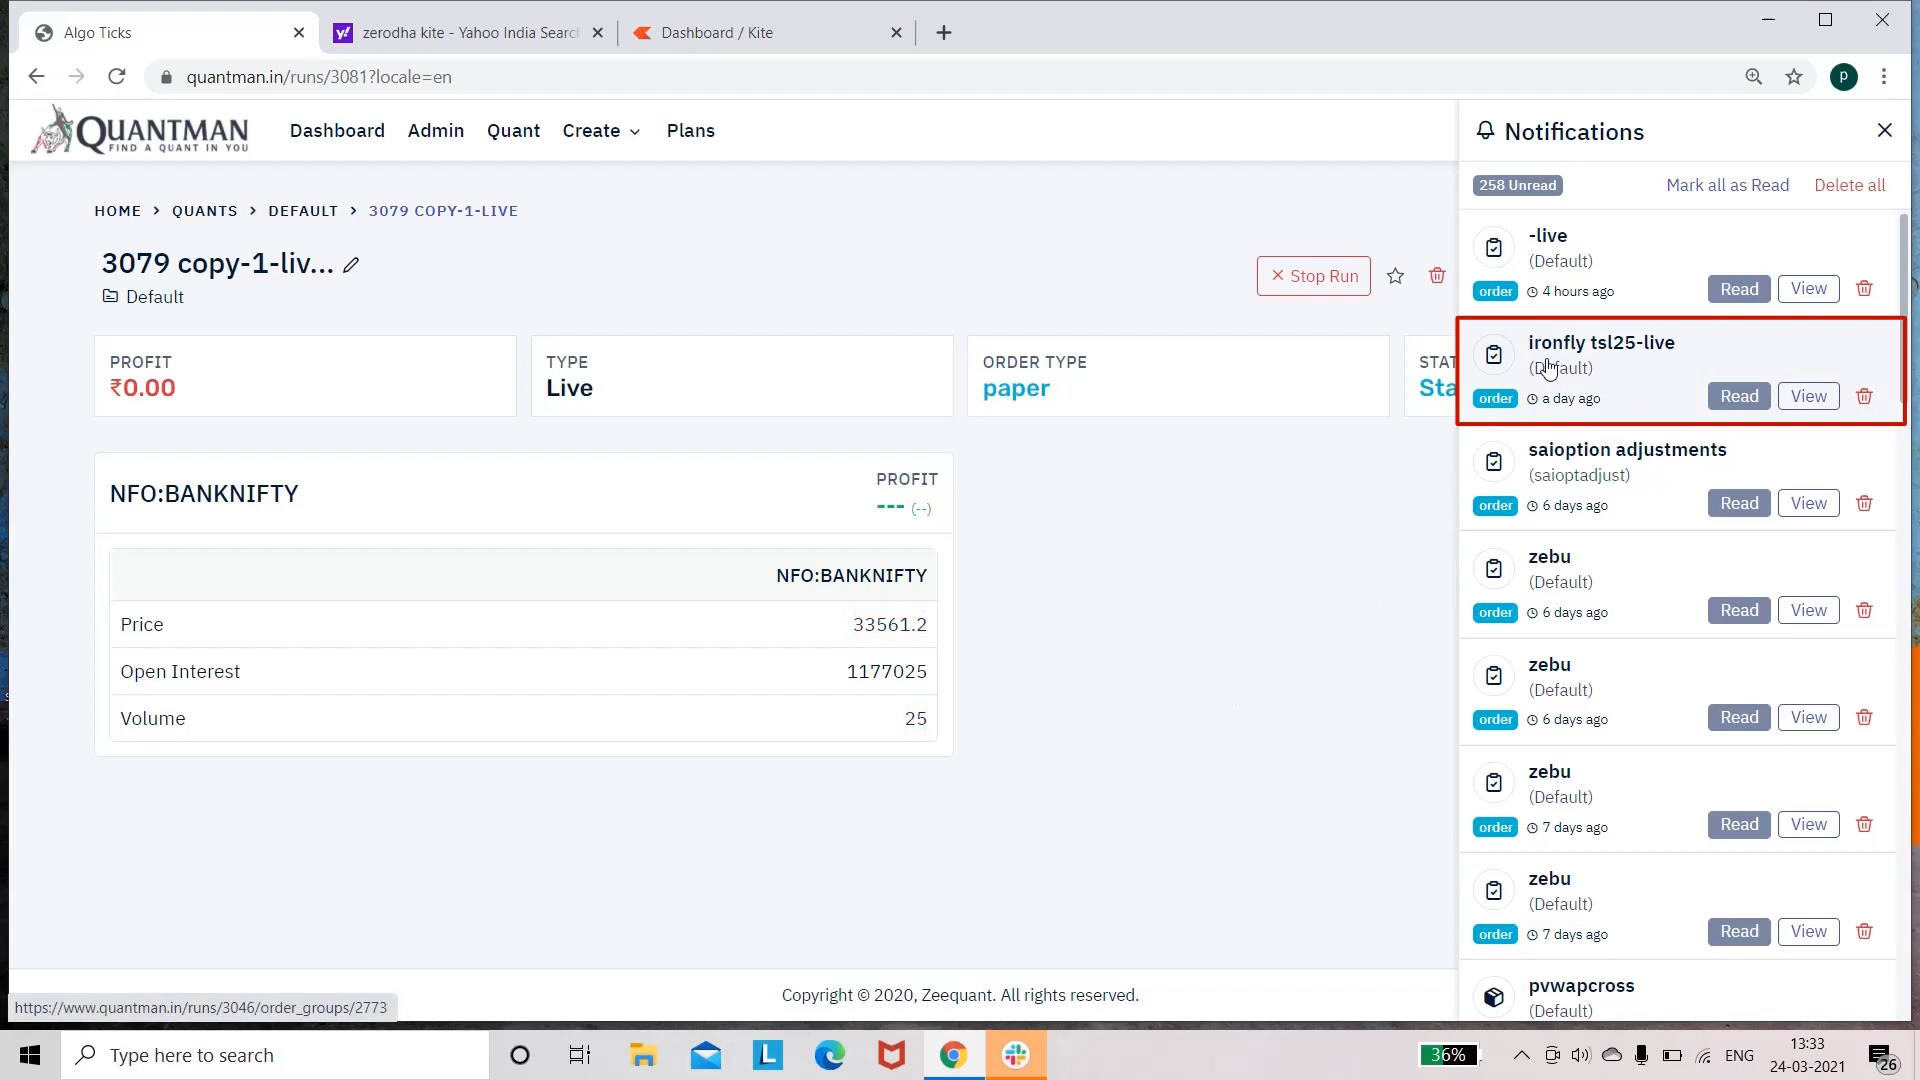 Algo Ticks
zerodha kite - Yahoo India Searc
Dashboard / Kite
quantman.in/runs/3081?locale=en
P
QUANTMAN
FIND A QUANT IN YOU
Dashboard Admin Quant Create Plans
HOME > QUANTS > DEFAULT > 3079 COPY-1-LIVE
3079 copy-1-liv...
Default
Stop Run
PROFIT
₹0.00
TYPE
Live
ORDER TYPE
paper
STAT
Sta
NFO:BANKNIFTY
PROFIT
--- (--)
NFO:BANKNIFTY
Price 33561.2
Open Interest 1177025
Volume 25
Copyright © 2020, Zeequant. All rights reserved.
Notifications
258 Unread Mark all as Read Delete all
-live
(Default)
order 4 hours ago Read View
ironfly tsl25-live
(Default)
order a day ago Read View
saioption adjustments
(saioptadjust)
order 6 days ago Read View
zebu
(Default)
order 6 days ago Read View
zebu
(Default)
order 6 days ago Read View
zebu
(Default)
order 7 days ago Read View
zebu
(Default)
order 7 days ago Read View
pvwapcross
(Default)
https://www.quantman.in/runs/3046/order_groups/2773
Type here to search
L
36%
ENG
13:33
24-03-2021
26